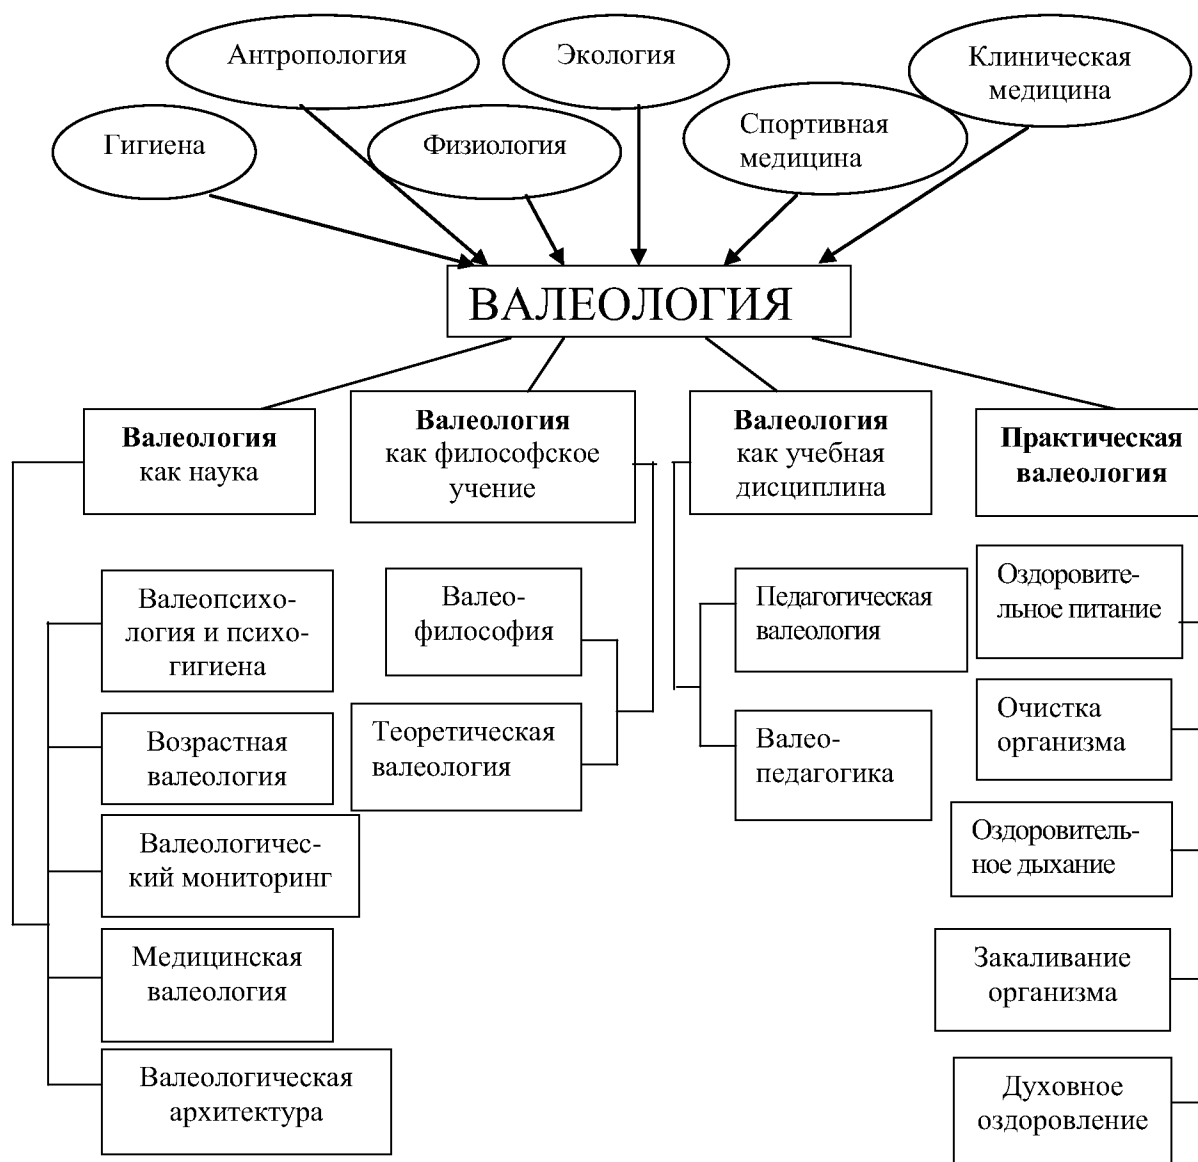 Антропология
Экология
Клиническая
медицина
Гигиена
Физиология
Спортивная
медицина
ВАЛЕОЛОГИЯ
Валеология
как наука
Валеология
как философское
учение
Валеология
как учебная
дисциплина
Практическая
валеология
Валеопсихо-
логия и психо-
гигиена
Возрастная
валеология
Валеологичес-
кий мониторинг
Медицинская
валеология
Валеологическая
архитектура
Валео-
философия
Теоретическая
валеология
Педагогическая
валеология
Валео-
педагогика
Оздоровите-
льное питание
Очистка
организма
Оздоровитель-
ное дыхание
Закаливание
организма
Духовное
оздоровление